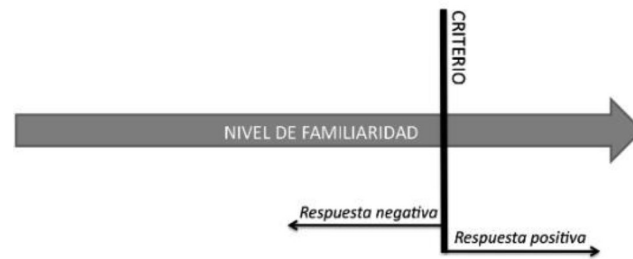 CRITERIO
NIVEL DE FAMILIARIDAD
Respuesta negativa
Respuesta positiva